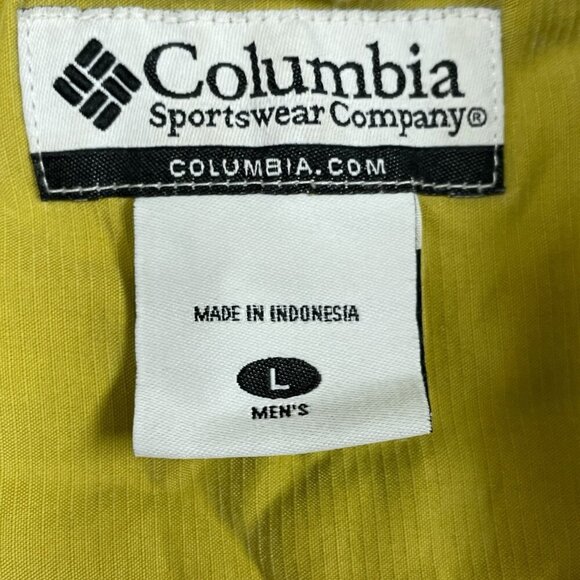 Columbia
Sportswear Company®
COLUMBIA.COM
MADE IN INDONESIA
L
MEN'S